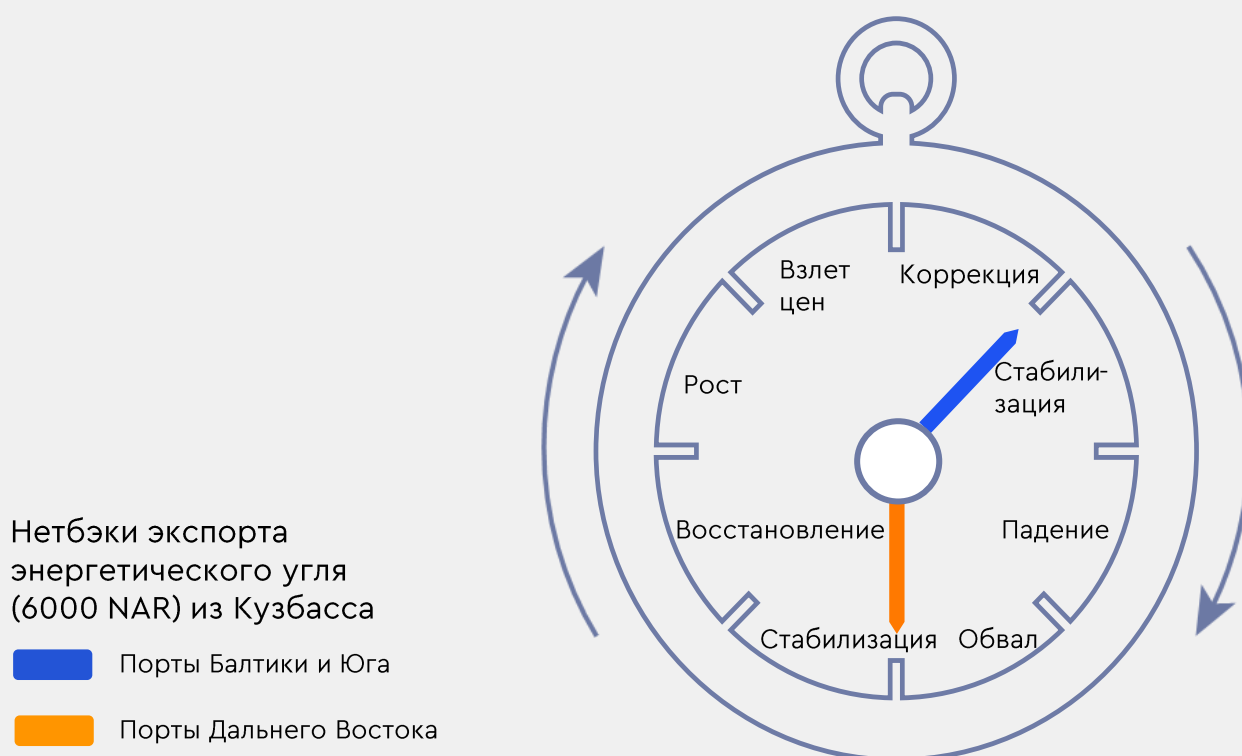 Взлет
цен
Коррекция
Рост
Стабили-
зация
Восстановление
Падение
Стабилизация
Обвал
Нетбэки экспорта
энергетического угля
(6000 NAR) из Кузбасса
Порты Балтики и Юга
Порты Дальнего Востока